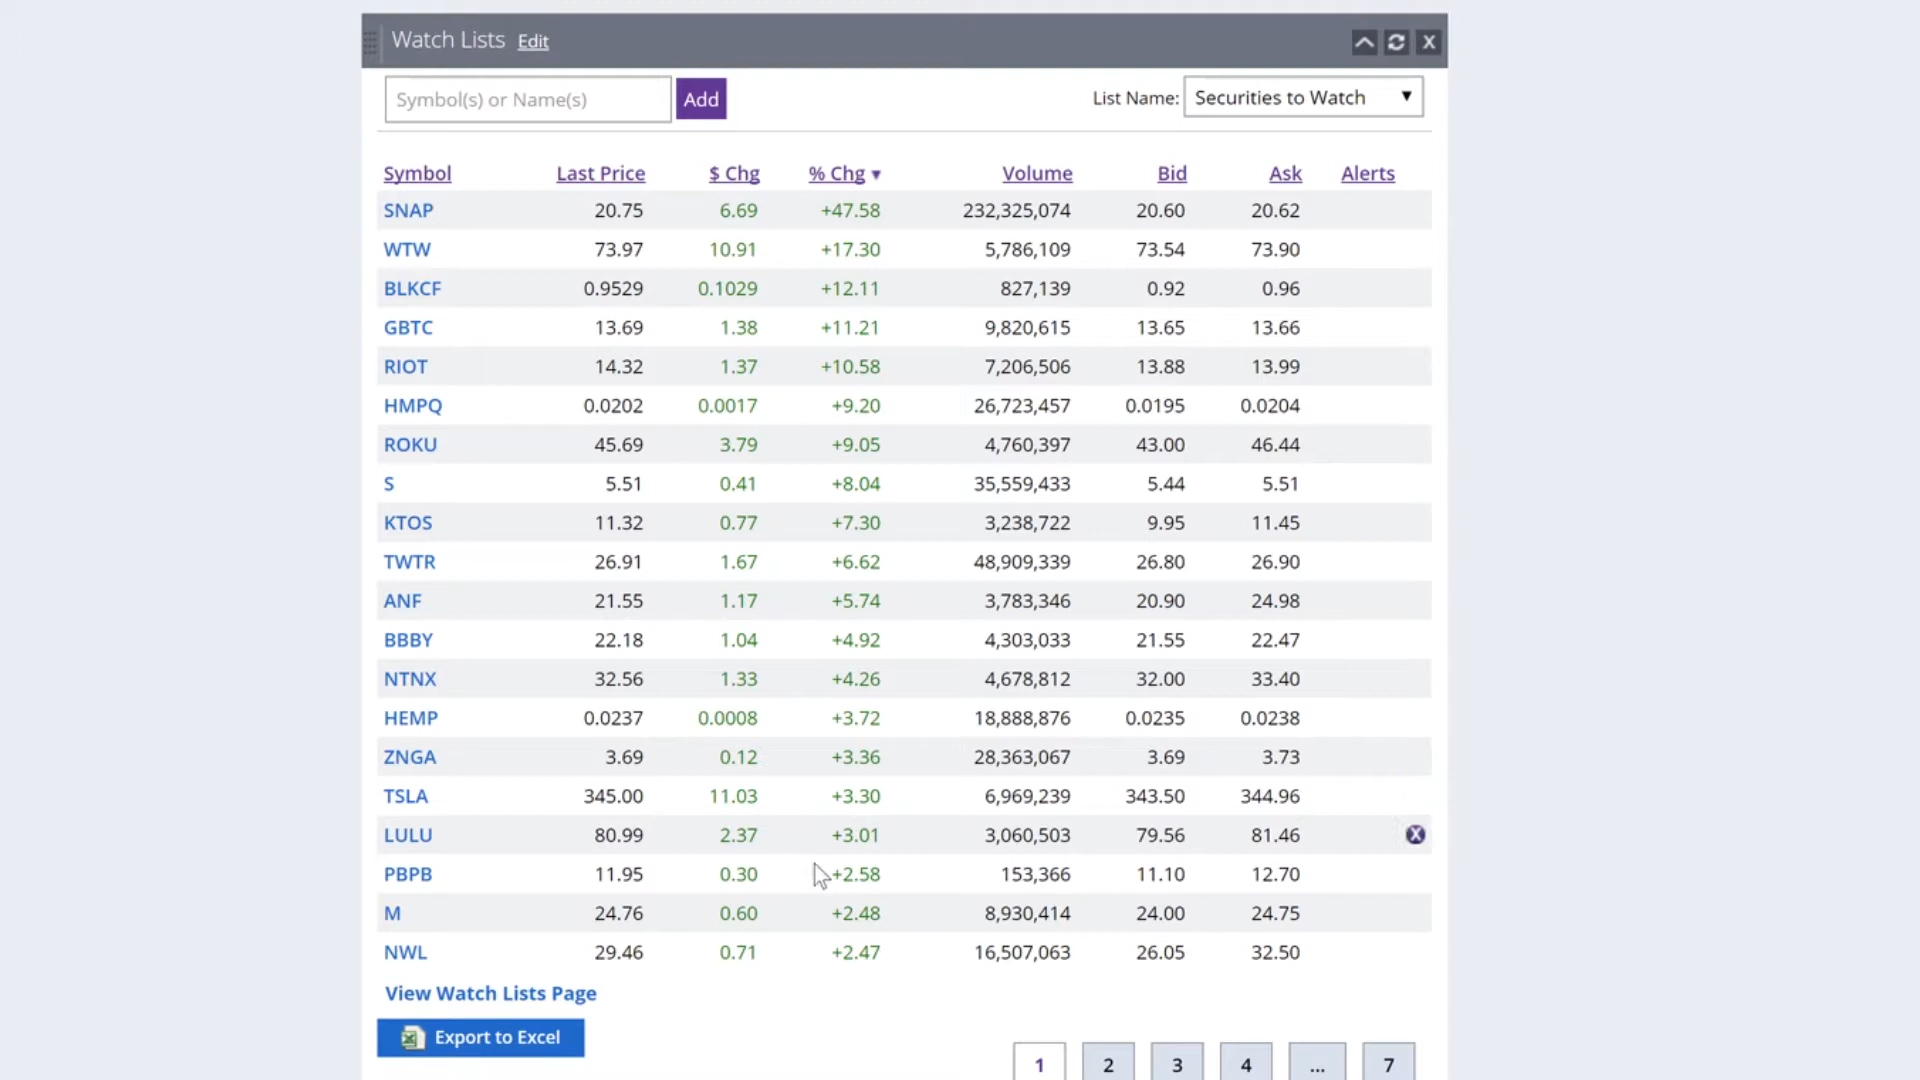 Watch Lists Edit X
Symbol(s) or Name(s) Add List Name: Securities to Watch
Symbol Last Price $ Chg % Chg Volume Bid Ask Alerts
SNAP 20.75 6.69 +47.58 232,325,074 20.60 20.62
WTW 73.97 10.91 +17.30 5,786,109 73.54 73.90
BLKCF 0.9529 0.1029 +12.11 827,139 0.92 0.96
GBTC 13.69 1.38 +11.21 9,820,615 13.65 13.66
RIOT 14.32 1.37 +10.58 7,206,506 13.88 13.99
HMPQ 0.0202 0.0017 +9.20 26,723,457 0.0195 0.0204
ROKU 45.69 3.79 +9.05 4,760,397 43.00 46.44
S 5.51 0.41 +8.04 35,559,433 5.44 5.51
KTOS 11.32 0.77 +7.30 3,238,722 9.95 11.45
TWTR 26.91 1.67 +6.62 48,909,339 26.80 26.90
ANF 21.55 1.17 +5.74 3,783,346 20.90 24.98
BBBY 22.18 1.04 +4.92 4,303,033 21.55 22.47
NTNX 32.56 1.33 +4.26 4,678,812 32.00 33.40
HEMP 0.0237 0.0008 +3.72 18,888,876 0.0235 0.0238
ZNGA 3.69 0.12 +3.36 28,363,067 3.69 3.73
TSLA 345.00 11.03 +3.30 6,969,239 343.50 344.96
LULU 80.99 2.37 +3.01 3,060,503 79.56 81.46 X
PBPB 11.95 0.30 +2.58 153,366 11.10 12.70
M 24.76 0.60 +2.48 8,930,414 24.00 24.75
NWL 29.46 0.71 +2.47 16,507,063 26.05 32.50
View Watch Lists Page
Export to Excel
1 2 3 4 ... 7